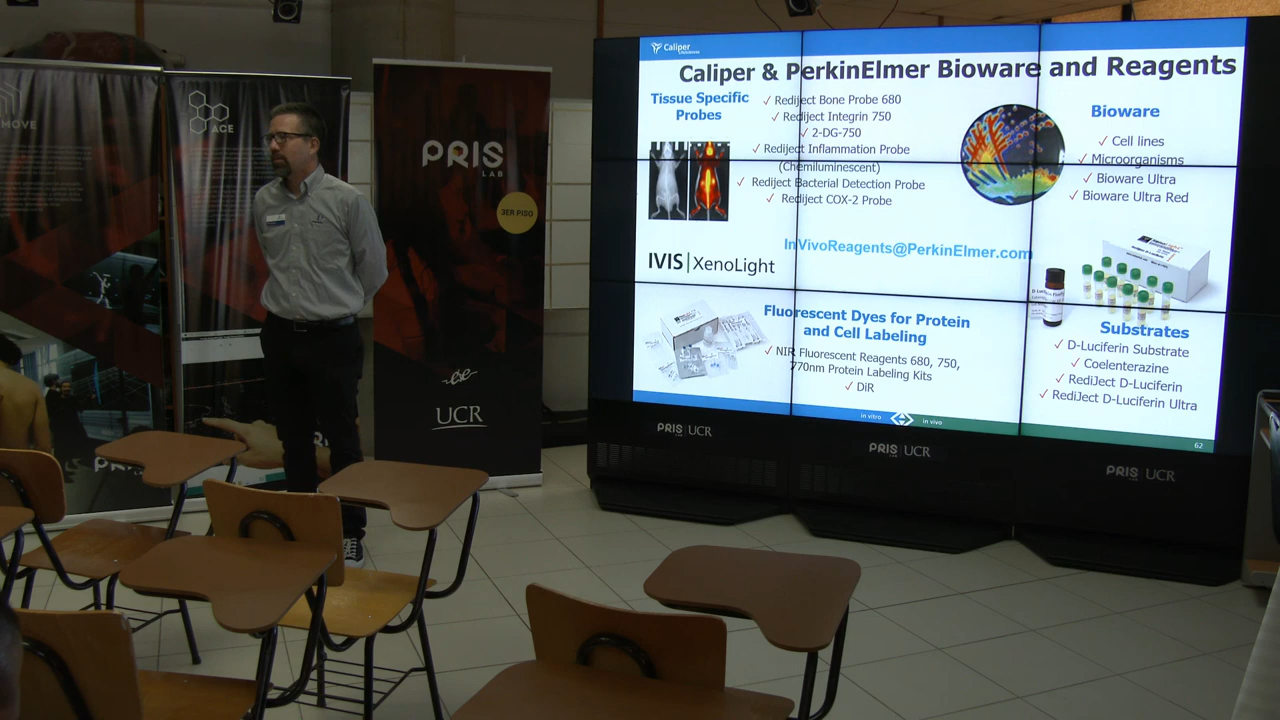 MOVE
ACE
PRIS
LAB
3ER PISO
UCR
Caliper
Caliper & PerkinElmer Bioware and Reagents
Tissue Specific
Probes
✓ Rediject Bone Probe 680
✓ Rediject Integrin 750
✓ 2-DG-750
✓ Rediject Inflammation Probe
(Chemiluminescent)
✓ Rediject Bacterial Detection Probe
✓ Rediject COX-2 Probe
Bioware
✓ Cell lines
✓ Microorganisms
✓ Bioware Ultra
✓ Bioware Ultra Red
InVivoReagents@PerkinElmer.com
IVIS | XenoLight
Fluorescent Dyes for Protein
and Cell Labeling
✓ NIR Fluorescent Reagents 680, 750,
770nm Protein Labeling Kits
✓ DiR
Substrates
✓ D-Luciferin Substrate
✓ Coelenterazine
✓ RediJect D-Luciferin
✓ RediJect D-Luciferin Ultra
in vitro
in vivo
62
PRIS LAB UCR
PRIS LAB UCR
PRIS LAB UCR